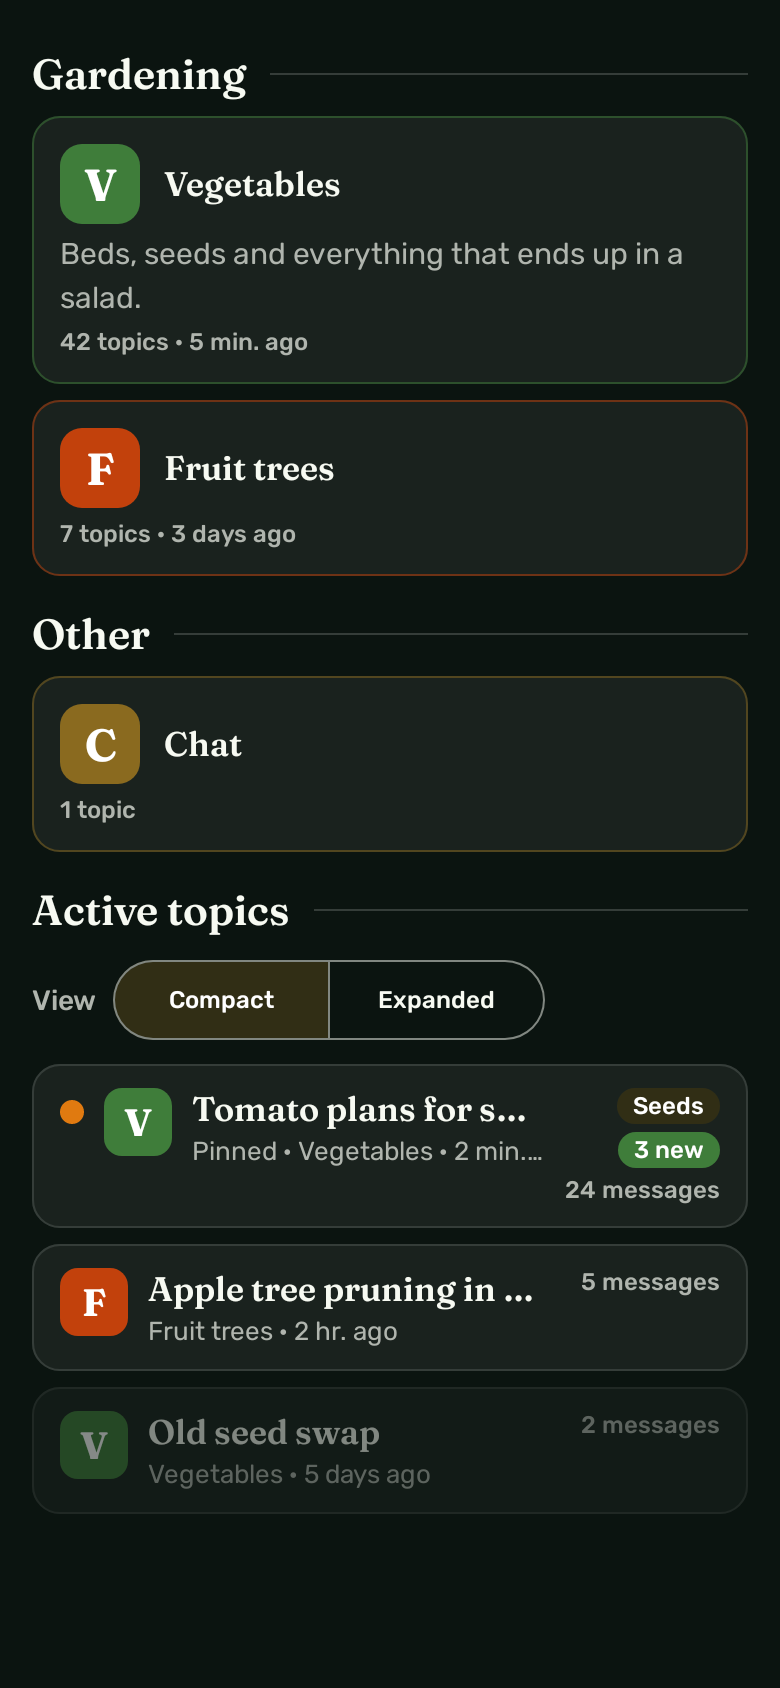 Gardening
V
Vegetables
Beds, seeds and everything that ends up in a
salad.
42 topics • 5 min. ago
F
Fruit trees
7 topics • 3 days ago
Other
C
Chat
1 topic
Active topics
View
Compact
Expanded
V
Tomato plans for s...
Seeds
Pinned • Vegetables • 2 min....
3 new
24 messages
F
Apple tree pruning in ...
5 messages
Fruit trees • 2 hr. ago
V
Old seed swap
2 messages
Vegetables • 5 days ago